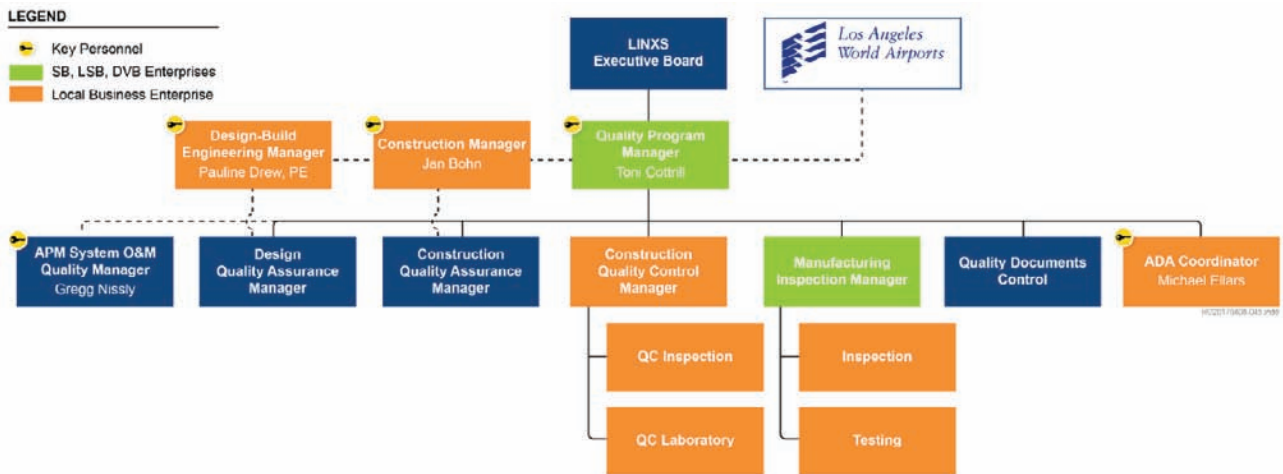 LEGEND
Key Personnel
SB, LSB, DVB Enterprises
Local Business Enterprise
LINXS
Executive Board
Los Angeles
World Airports
Design-Build
Engineering Manager
Pauline Drew, PE
Construction Manager
Jan Bohn
Quality Program
Manager
Toni Cottrill
APM System O&M
Quality Manager
Gregg Nissly
Design
Quality Assurance
Manager
Construction
Quality Assurance
Manager
Construction
Quality Control
Manager
Manufacturing
Inspection Manager
Quality Documents
Control
ADA Coordinator
Michael Ellars
QC Inspection
Inspection
QC Laboratory
Testing